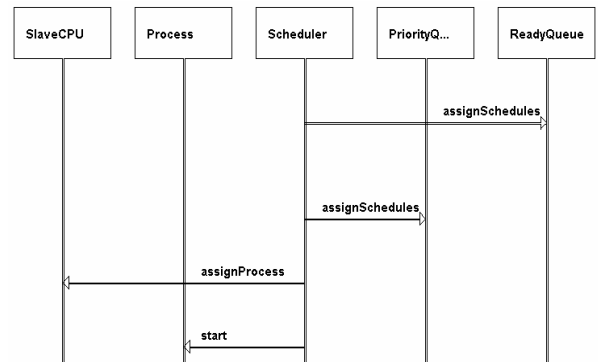 SlaveCPU
Process
Scheduler
PriorityQ...
ReadyQueue
assignSchedules
assignSchedules
assignProcess
start